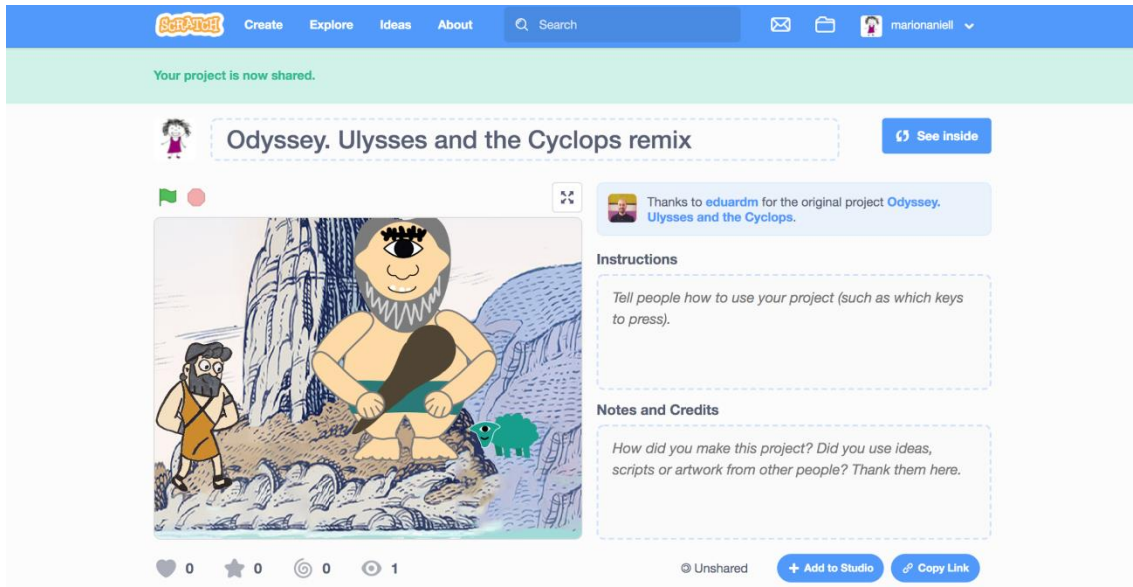 SCRATCH Create Explore Ideas About Search marionaniell
Your project is now shared.
Odyssey. Ulysses and the Cyclops remix
See inside
Thanks to eduardm for the original project Odyssey.
Ulysses and the Cyclops.
Instructions
Tell people how to use your project (such as which keys
to press).
Notes and Credits
How did you make this project? Did you use ideas,
scripts or artwork from other people? Thank them here.
0 0 0 1 Unshared + Add to Studio Copy Link